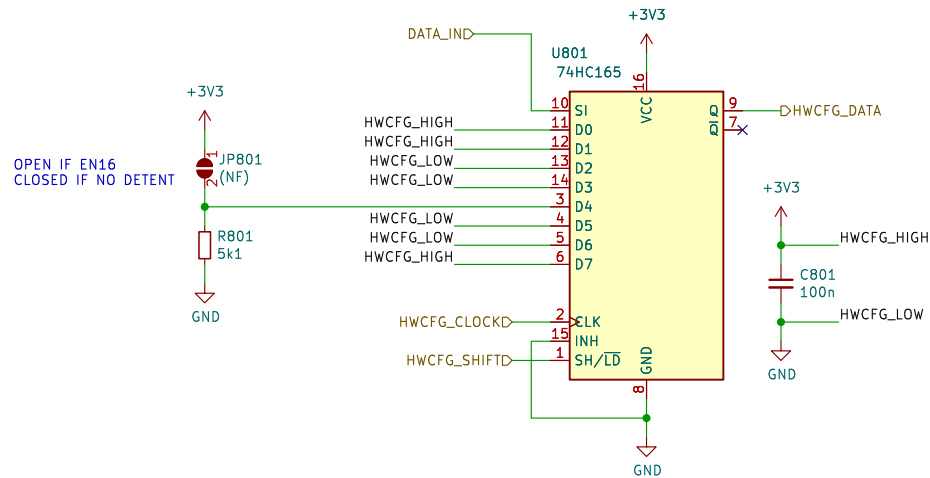 +3V3
DATA_IN
U801
74HC165
16
VCC
10
SI
Q
9
HWCFG_DATA
+3V3
HWCFG_HIGH
11
D0
Q
7
HWCFG_HIGH
12
D1
OPEN IF EN16
CLOSED IF NO DETENT
1
JP801
(NF)
2
HWCFG_LOW
13
D2
HWCFG_LOW
14
D3
+3V3
3
D4
HWCFG_LOW
4
D5
R801
5k1
HWCFG_LOW
5
D6
HWCFG_HIGH
HWCFG_HIGH
6
D7
C801
100n
GND
HWCFG_CLOCK
2
CLK
HWCFG_LOW
15
INH
HWCFG_SHIFT
1
SH/LD
GND
GND
8
GND